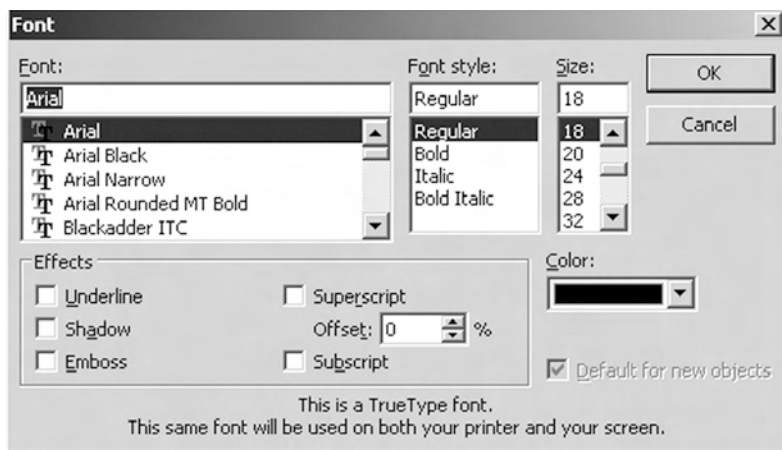 Font
Font: Font style: Size:
Arial Regular 18 OK
Arial Regular 18 Cancel
Arial Black Bold 20
Arial Narrow Italic 24
Arial Rounded MT Bold Bold Italic 28
Blackadder ITC 32
Effects Color:
Underline Superscript
Shadow Offset: 0 %
Emboss Subscript Default for new objects
This is a TrueType font.
This same font will be used on both your printer and your screen.